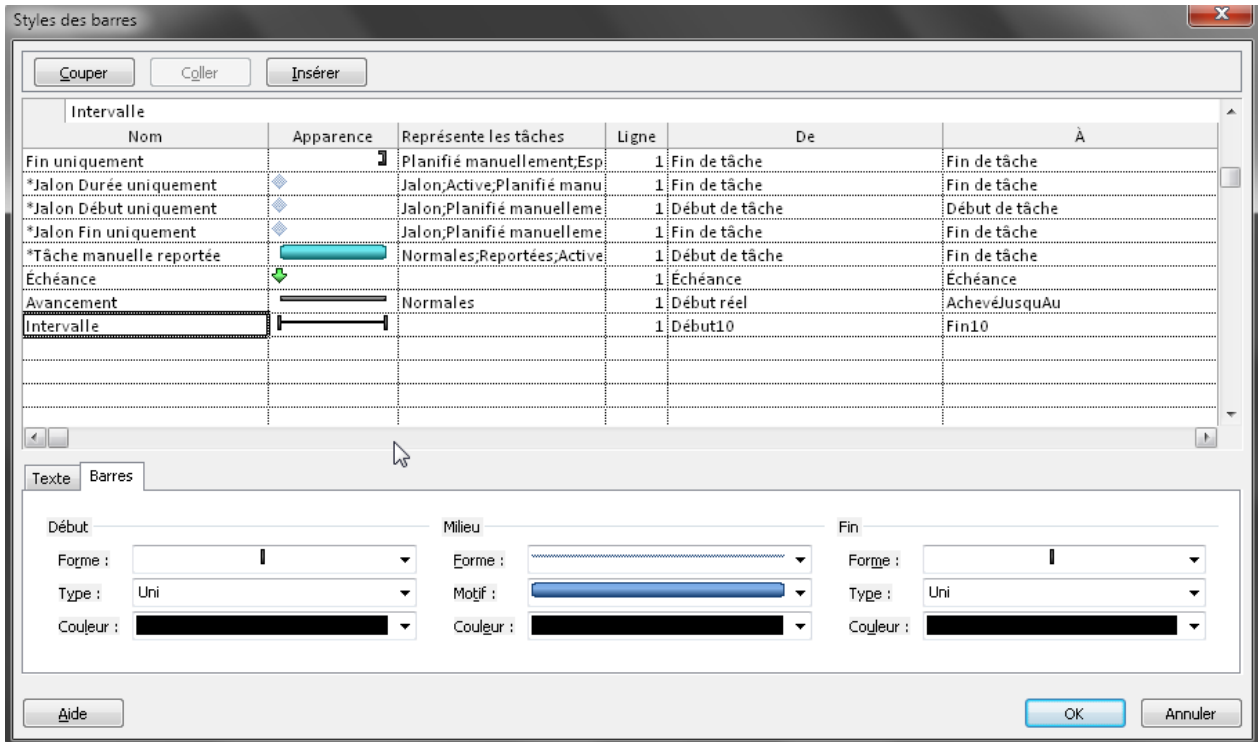 Styles des barres
Couper Coller Insérer
Intervalle
Nom Apparence Représente les tâches Ligne De À
Fin uniquement Planifié manuellement;Esp 1 Fin de tâche Fin de tâche
*Jalon Durée uniquement Jalon;Active;Planifié manu 1 Fin de tâche Fin de tâche
*Jalon Début uniquement Jalon;Planifié manuelleme 1 Début de tâche Début de tâche
*Jalon Fin uniquement Jalon;Planifié manuelleme 1 Fin de tâche Fin de tâche
*Tâche manuelle reportée Normales;Reportées;Active 1 Début de tâche Fin de tâche
Échéance 1 Échéance Échéance
Avancement Normales 1 Début réel AchevéJusquAu
Intervalle 1 Début10 Fin10
Texte Barres
Début Milieu Fin
Forme : Forme : Forme :
Type : Uni Motif : Type : Uni
Couleur : Couleur : Couleur :
Aide OK Annuler